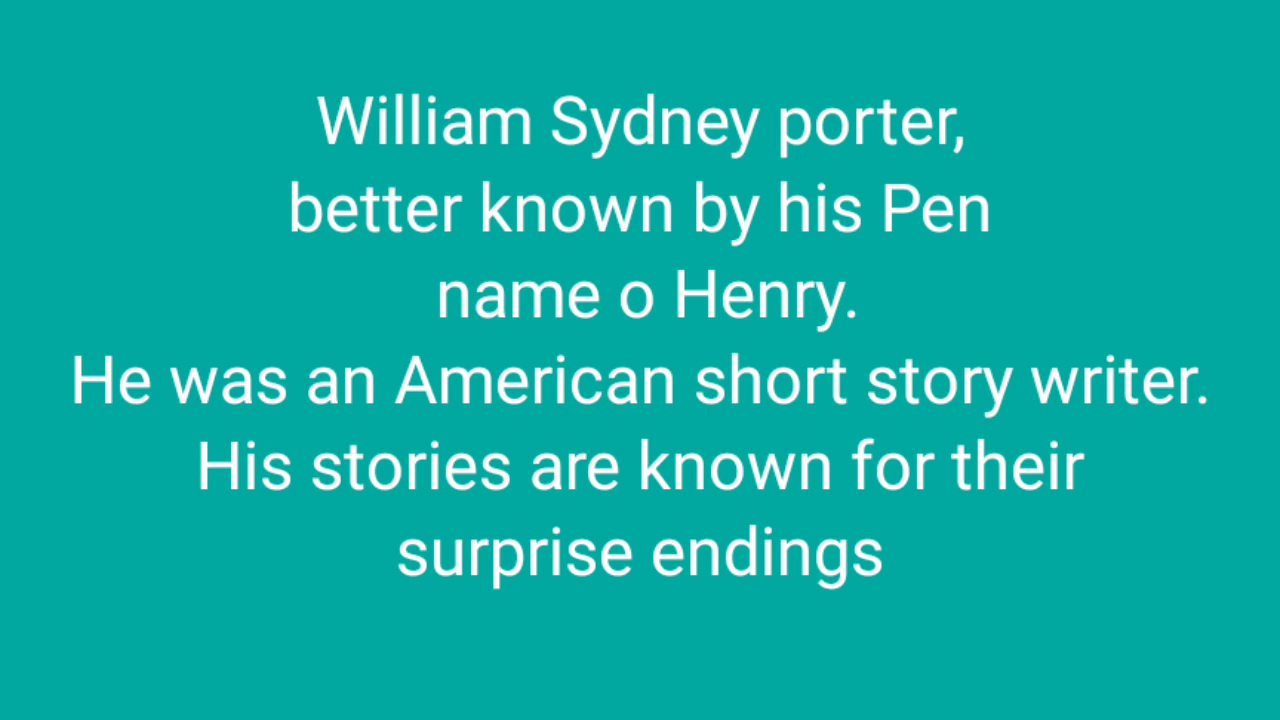 William Sydney porter,
better known by his Pen
name o Henry.
He was an American short story writer.
His stories are known for their
surprise endings